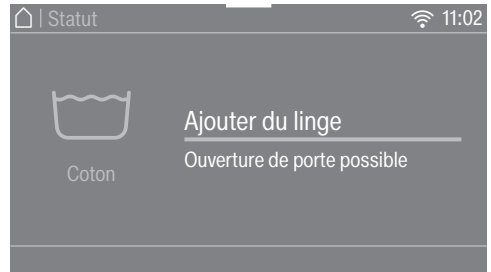 | Statut 11:02
Ajouter du linge
Coton
Ouverture de porte possible